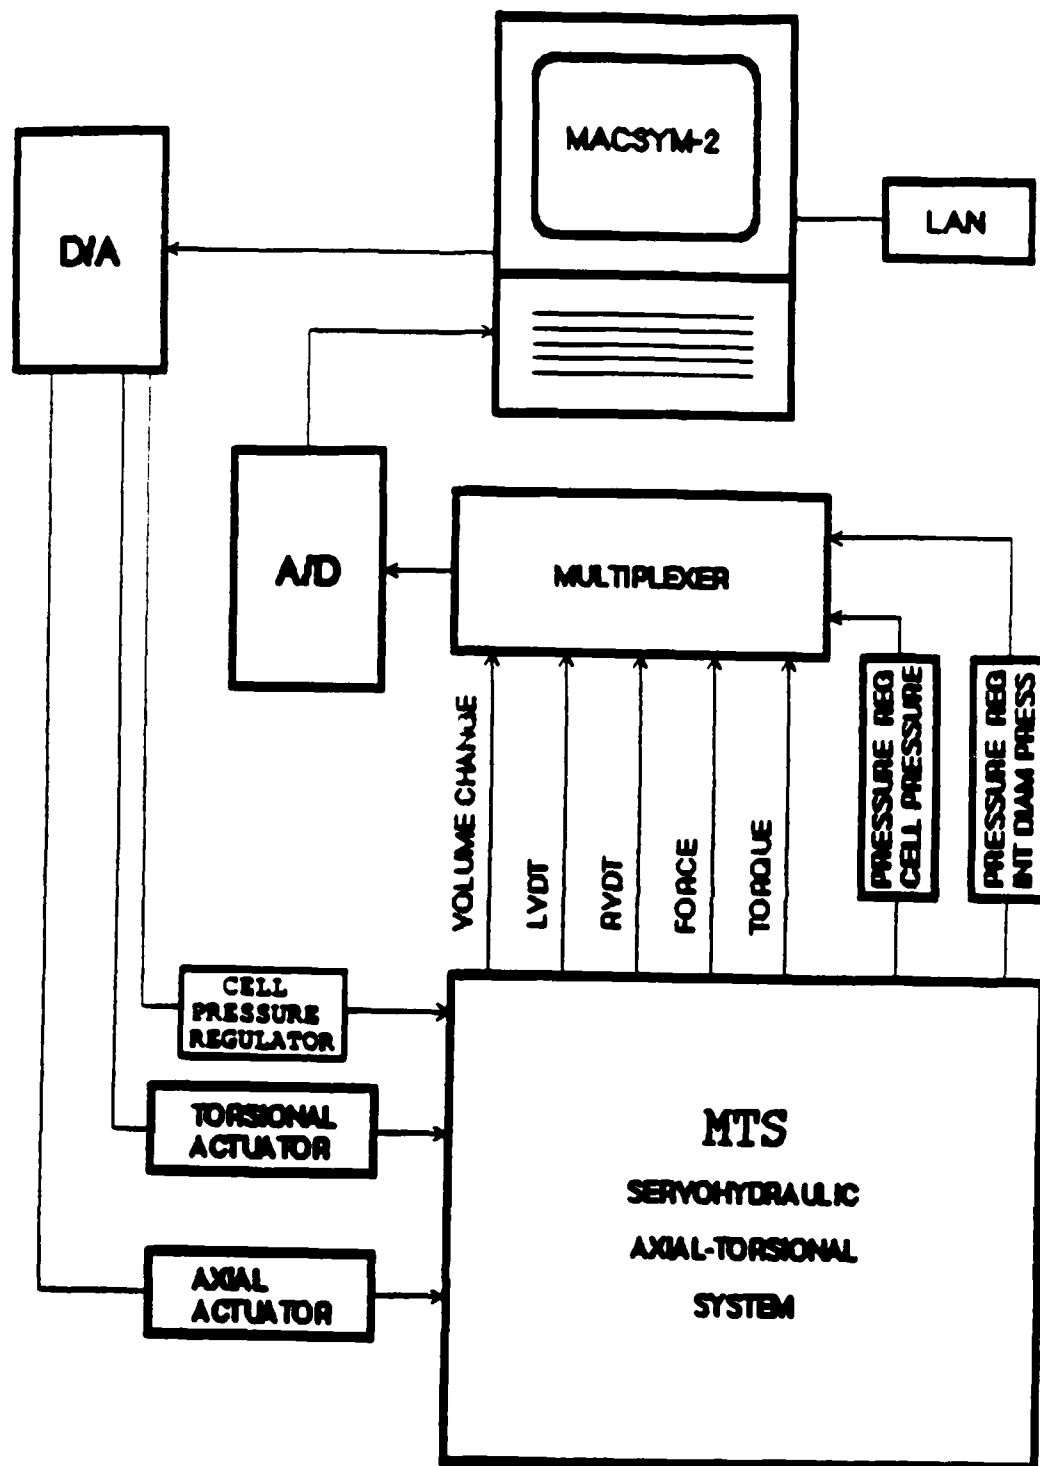 MACSYM-2
LAN
D/A
A/D
MULTIPLEXER
VOLUME CHANGE
LVDT
RVDT
FORCE
TORQUE
PRESSURE REG
CELL PRESSURE
PRESSURE REG
INT DIAM PRESS
CELL
PRESSURE
REGULATOR
TORSIONAL
ACTUATOR
AXIAL
ACTUATOR
MTS
SERVOHYDRAULIC
AXIAL-TORSIONAL
SYSTEM